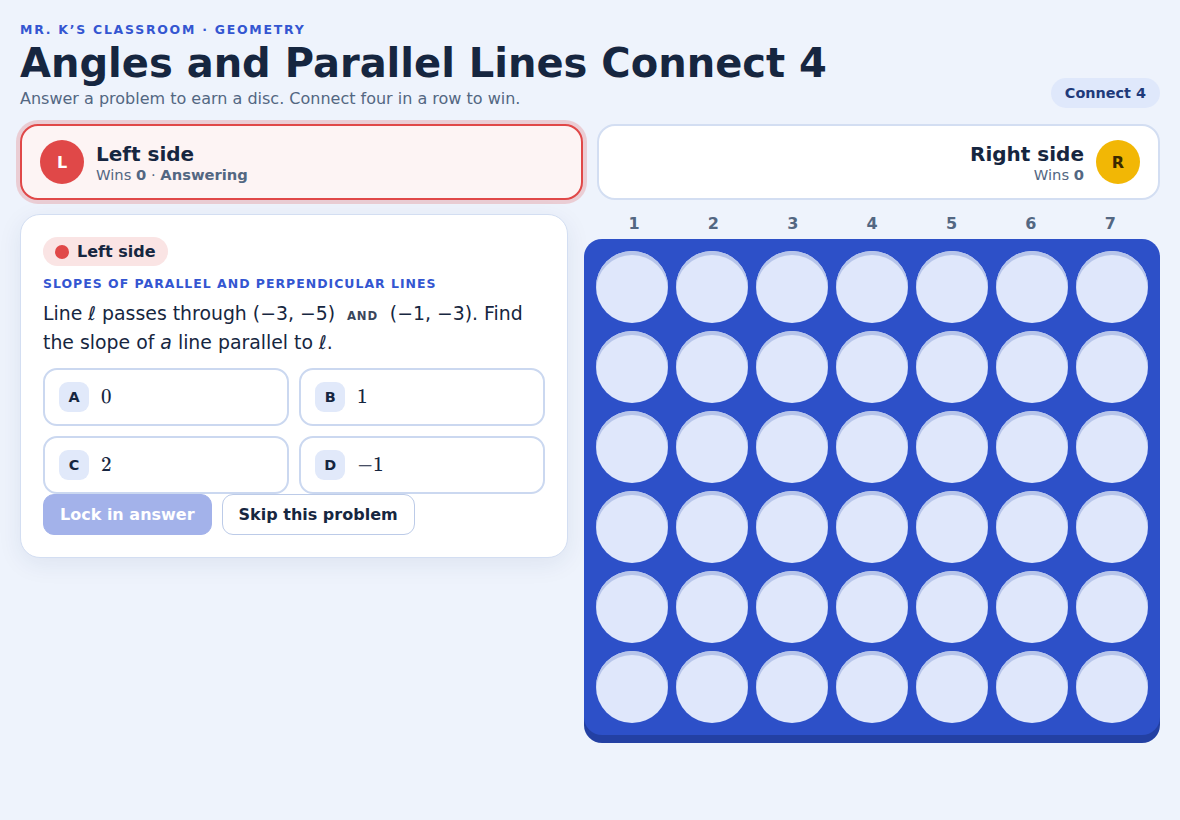 MR. K’S CLASSROOM · GEOMETRY
Angles and Parallel Lines Connect 4
Answer a problem to earn a disc. Connect four in a row to win.
Connect 4
L
Left side
Wins 0 · Answering
Right side
Wins 0
R
Left side
SLOPES OF PARALLEL AND PERPENDICULAR LINES
Line ℓ passes through (−3, −5) AND (−1, −3). Find
the slope of a line parallel to ℓ.
A 0
B 1
C 2
D −1
Lock in answer
Skip this problem
1 2 3 4 5 6 7